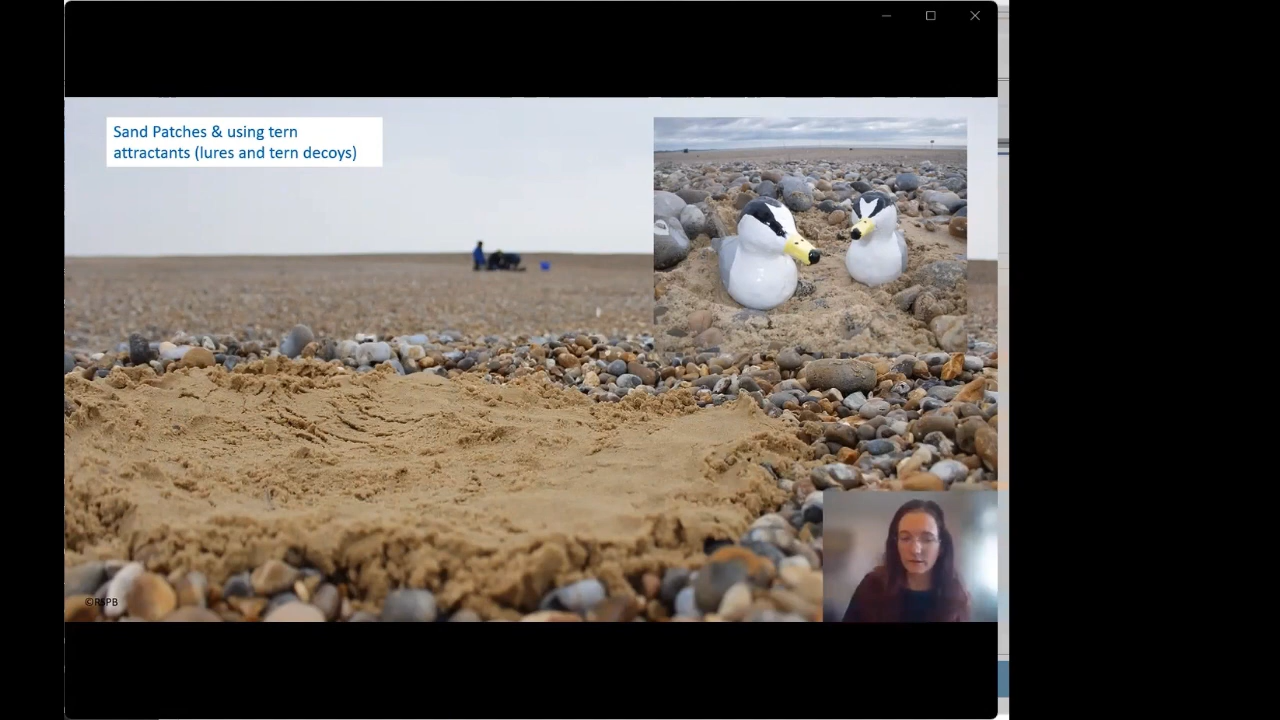 Sand Patches & using tern
attractants (lures and tern decoys)
©RSPB